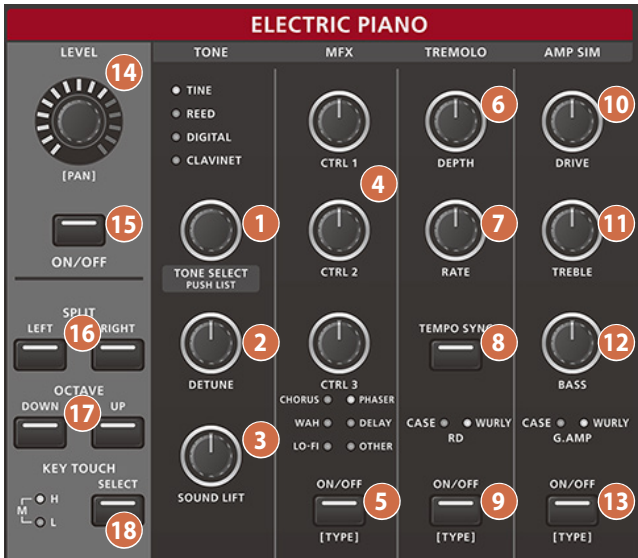 ELECTRIC PIANO
LEVEL
14
[PAN]
15
ON/OFF
SPLIT
LEFT 16 RIGHT
OCTAVE
DOWN 17 UP
KEY TOUCH
SELECT
M H
L
18
TONE
TINE
REED
DIGITAL
CLAVINET
1
TONE SELECT
PUSH LIST
2
DETUNE
3
SOUND LIFT
MFX
CTRL 1
4
CTRL 2
CTRL 3
CHORUS PHASER
WAH DELAY
LO-FI OTHER
ON/OFF
5
[TYPE]
TREMOLO
6
DEPTH
7
RATE
TEMPO SYNC
8
CASE WURLY
RD
ON/OFF
9
[TYPE]
AMP SIM
10
DRIVE
11
TREBLE
12
BASS
CASE WURLY
G.AMP
ON/OFF
13
[TYPE]